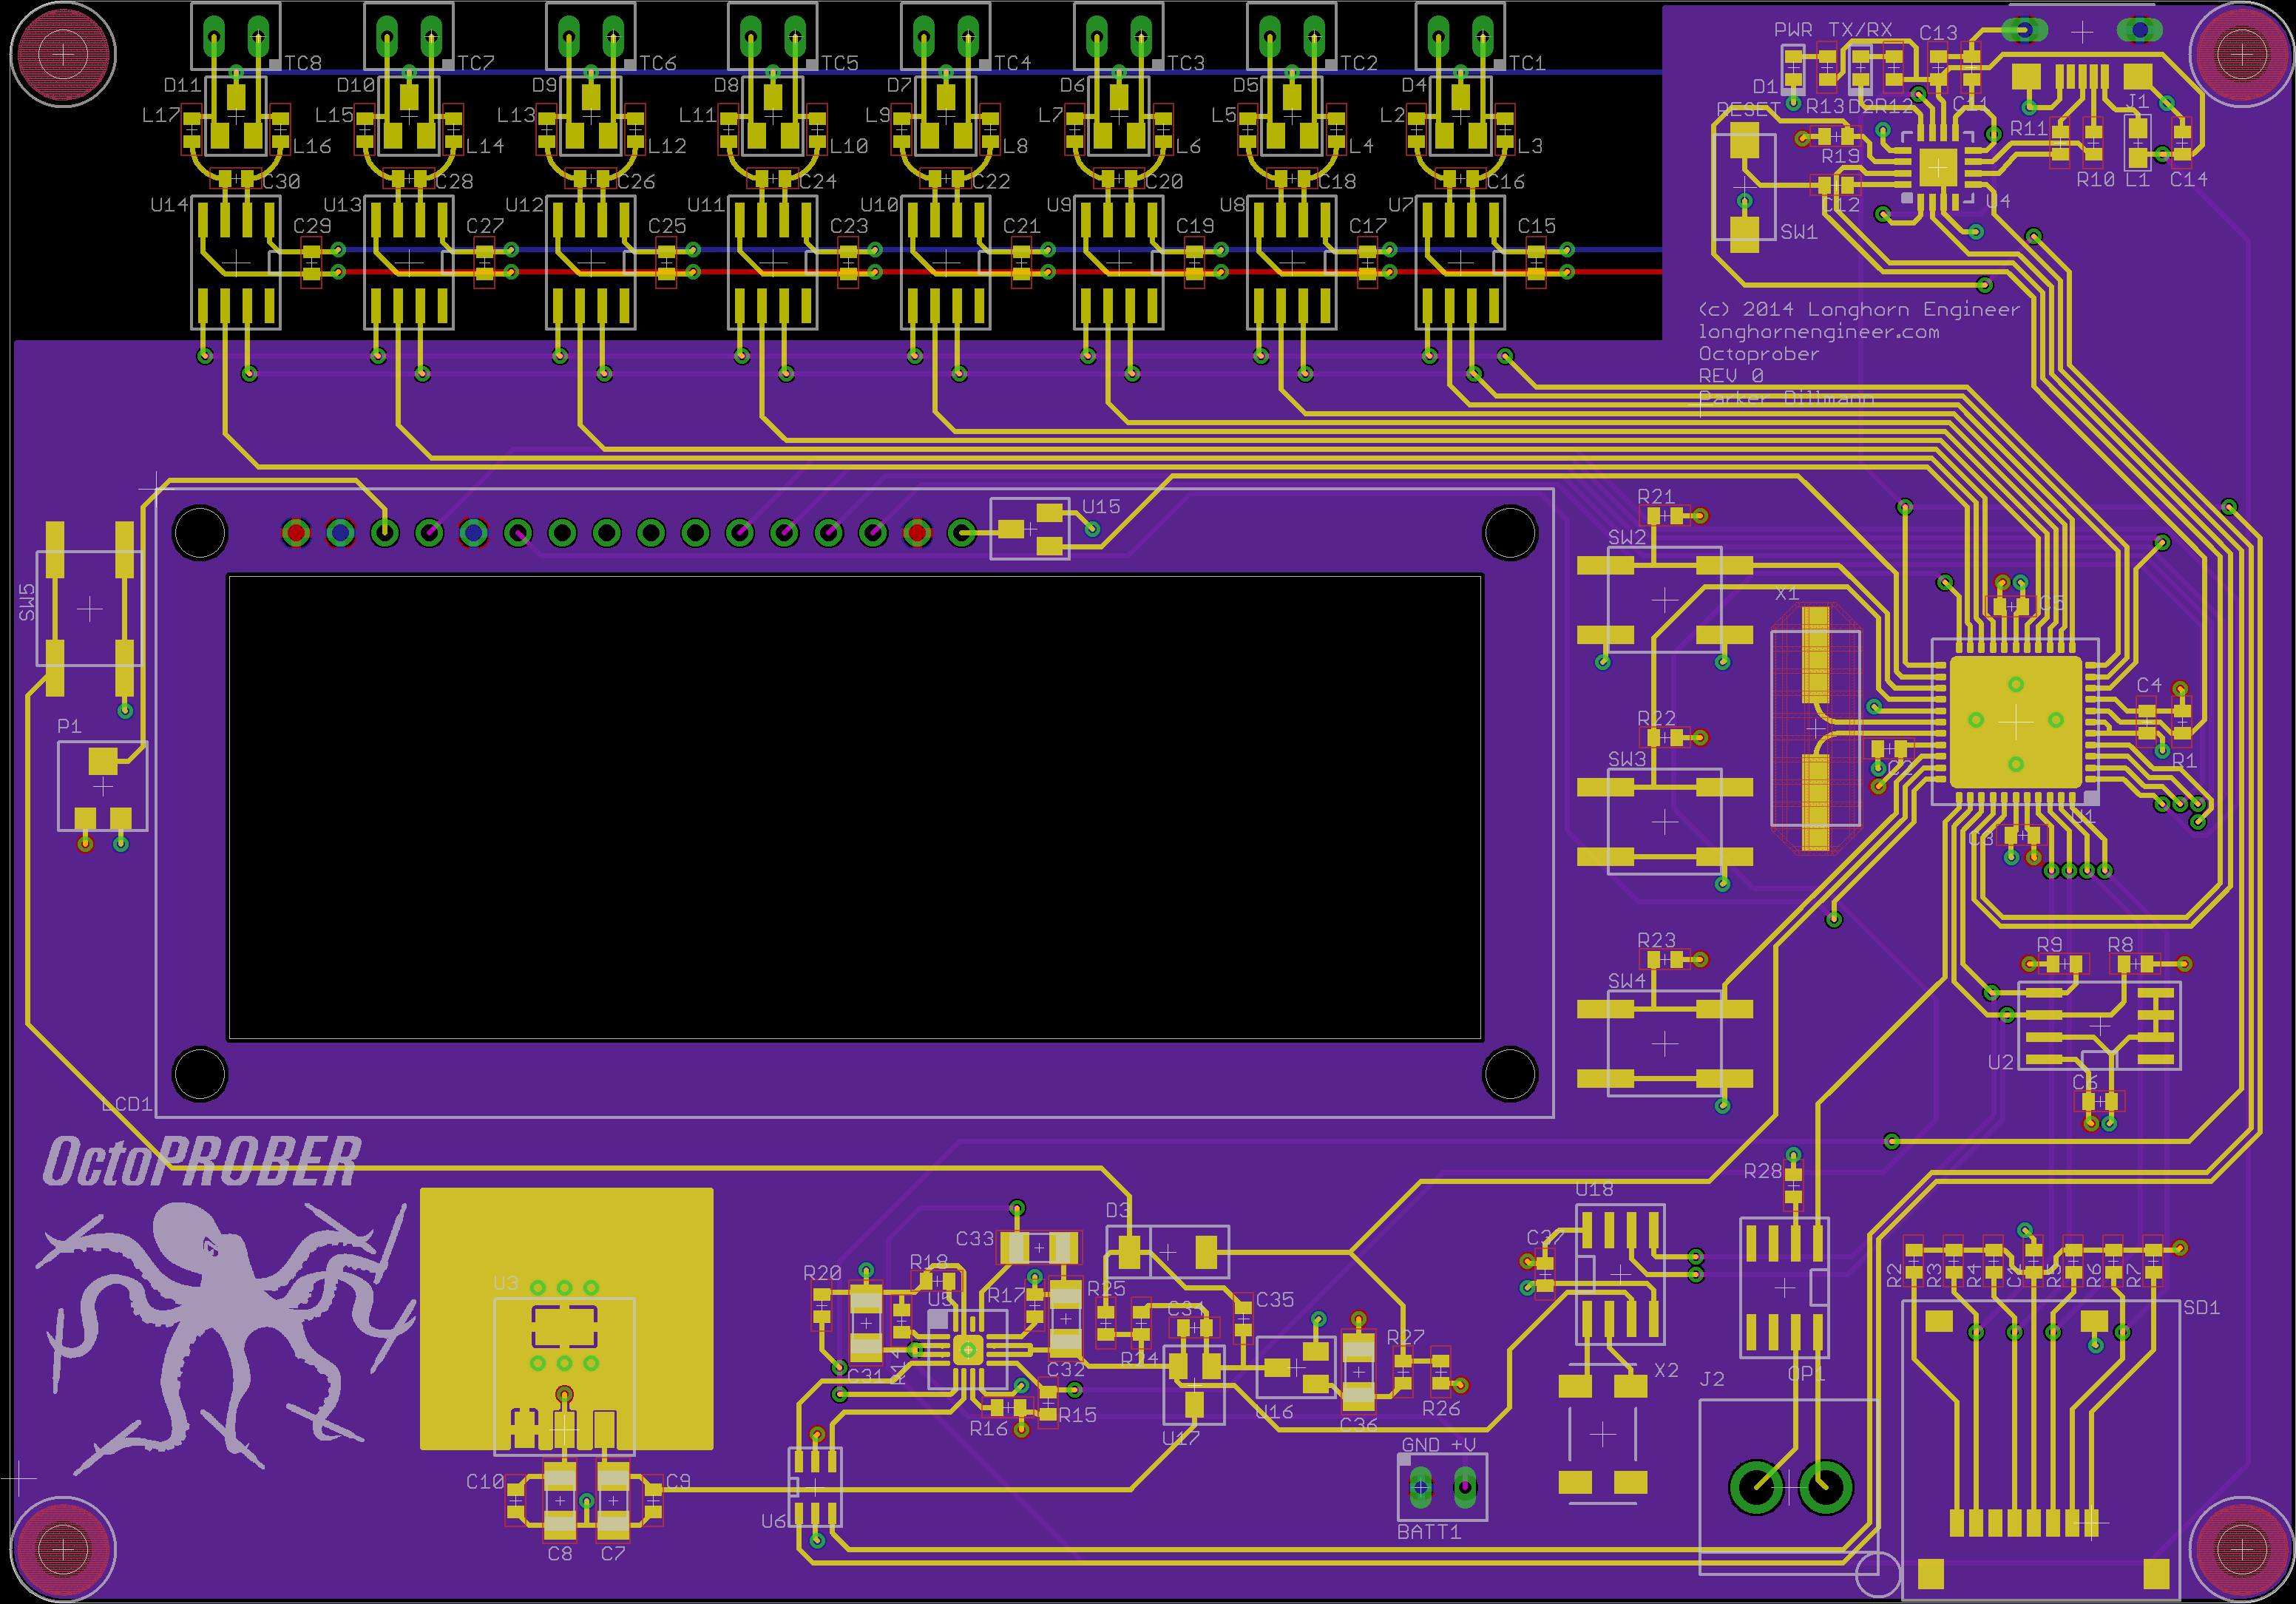 PWR TX/RX C13
TC8 TC7 TC6 TC5 TC4 TC3 TC2 TC1
D11 D10 D9 D8 D7 D6 D5 D4 D1
L17 L15 L13 L11 L9 L7 L5 L2
RESET R13 D2 R12 C11 J1
L16 L14 L12 L10 L8 L6 L4 L3
R11 R19 R10 L1 C14
C30 C28 C26 C24 C22 C20 C18 C16
U14 U13 U12 U11 U10 U9 U8 U7 C12 U4
C29 C27 C25 C23 C21 C19 C17 C15 SW1
(c) 2014 Longhorn Engineer
longhornengineer.com
Octoprober
REV 0
Parker Dillmann
U15 R21
SW2
SW5 X1 C5
C4
P1 R22
SW3 C2 R1
U1
C3
R23 R9 R8
SW4
U2
C6
LCD1
OctoPROBER
R28
U18
D3
C33 C37
U3 R20 R18 R17 R25 R2 R3 R4 C1 R5 R6 R7
U5 C34 C35 SD1
R14 R24 R27
C31 C32 X2 J2 OP1
R16 R15 U16 C36 R26
U17
GND +V
C10 C9
U6 BATT1
C8 C7